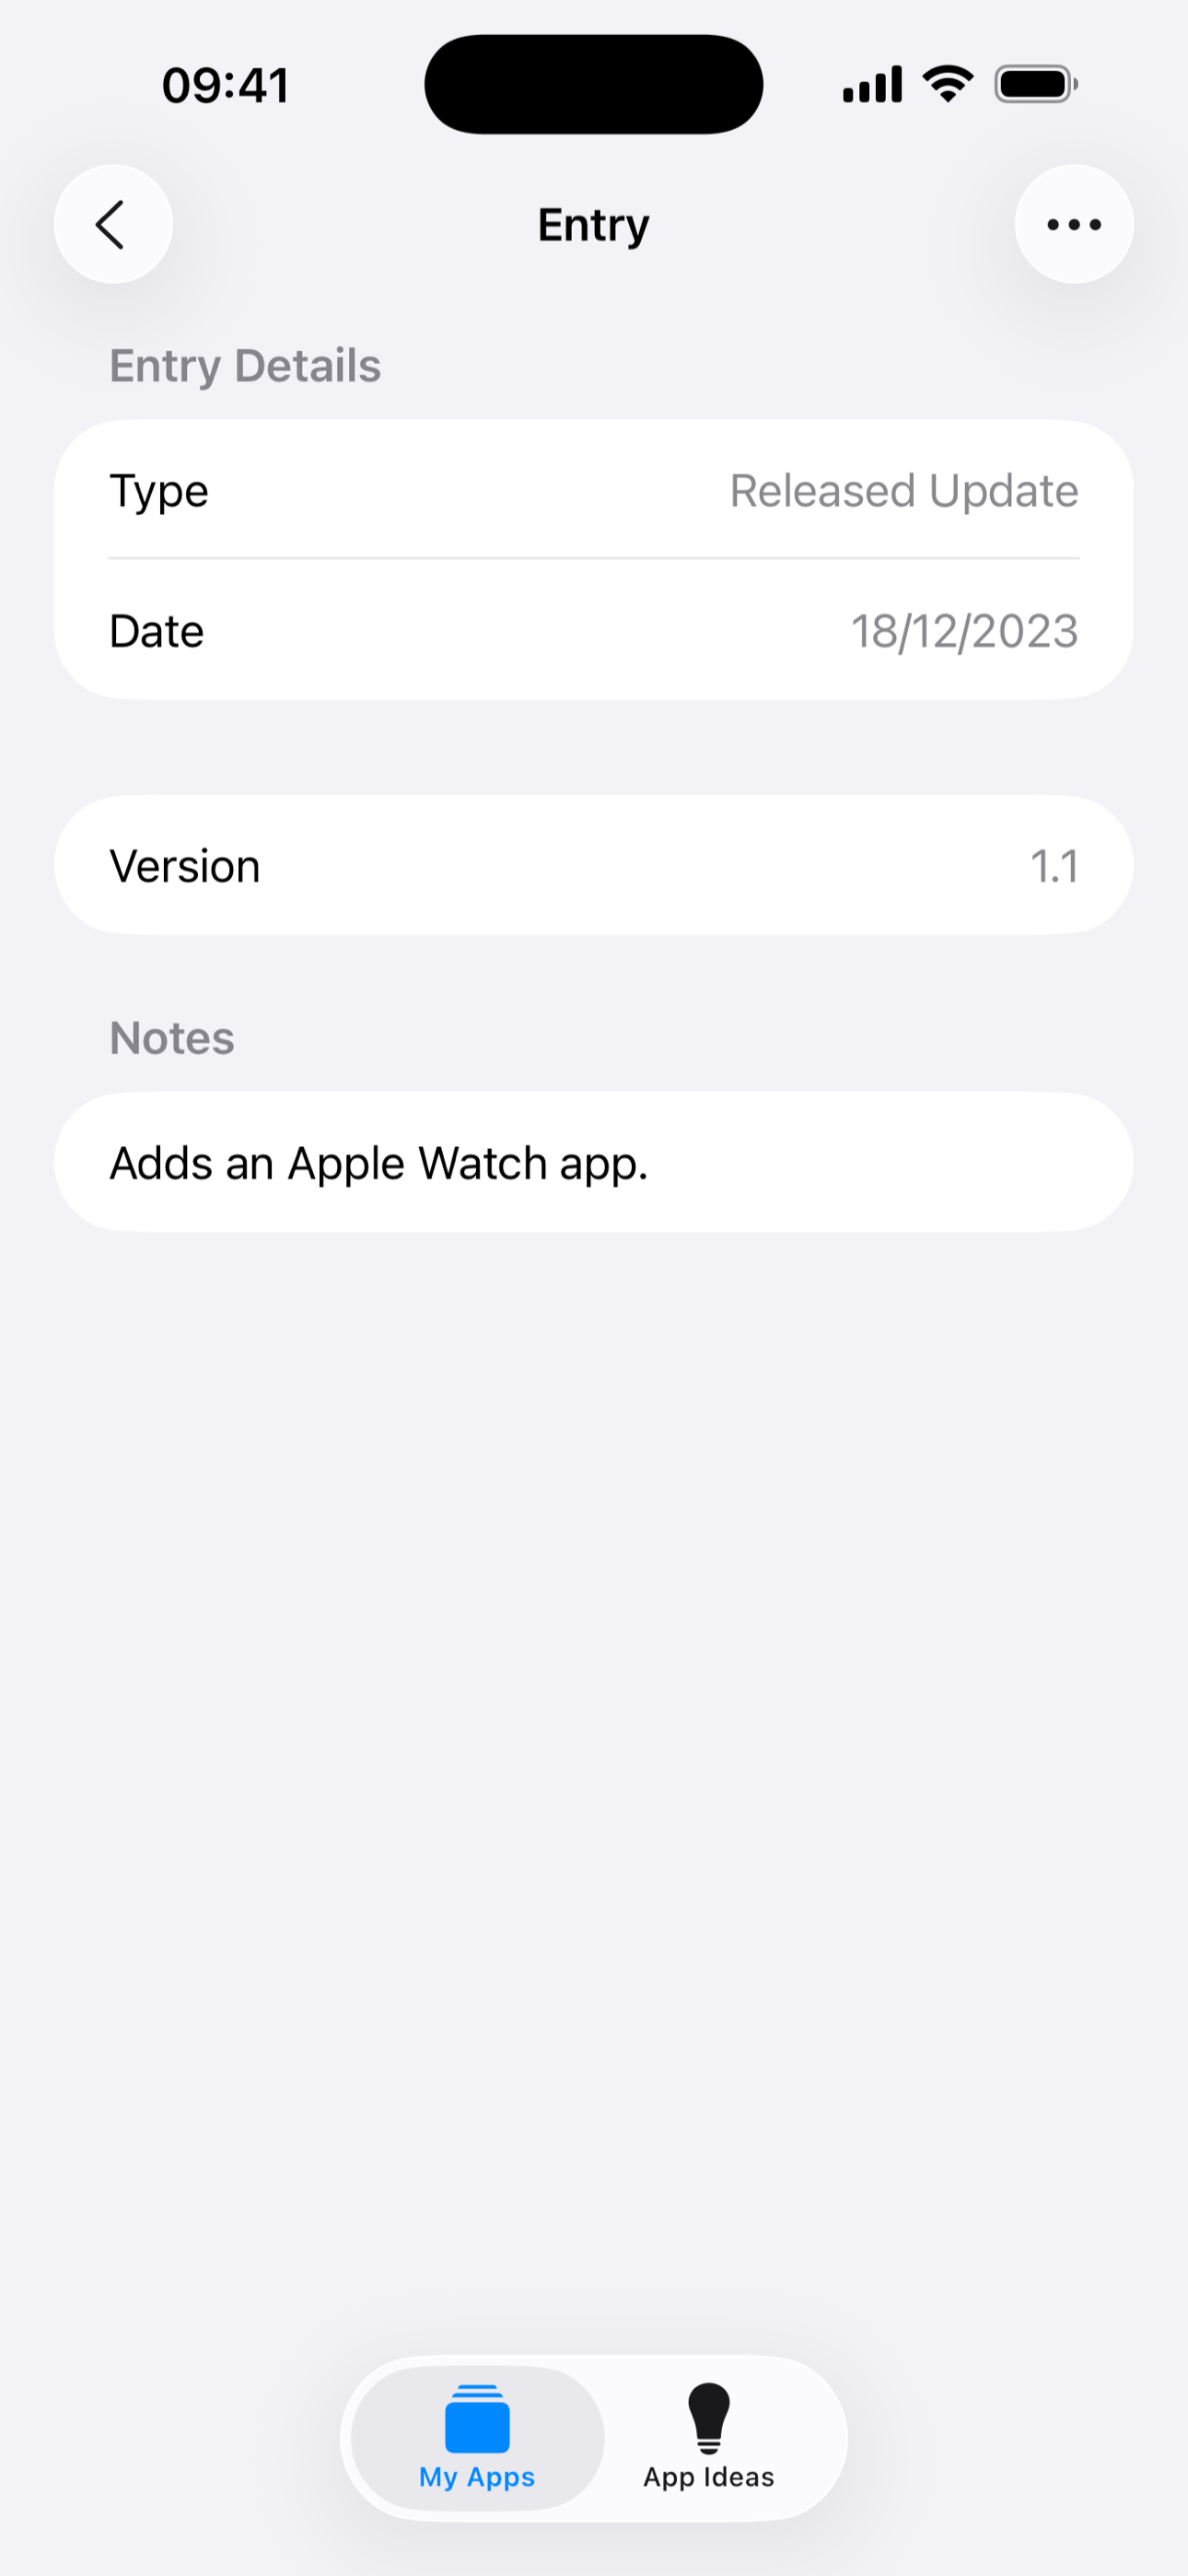 09:41
Entry
Entry Details
Type Released Update
Date 18/12/2023
Version 1.1
Notes
Adds an Apple Watch app.
My Apps App Ideas